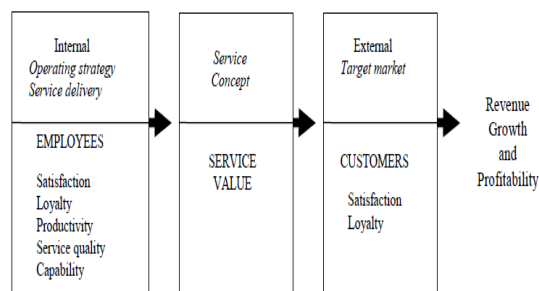 Internal
Operating strategy
Service delivery
EMPLOYEES
Satisfaction
Loyalty
Productivity
Service quality
Capability
Service
Concept
SERVICE
VALUE
External
Target market
CUSTOMERS
Satisfaction
Loyalty
Revenue
Growth
and
Profitability